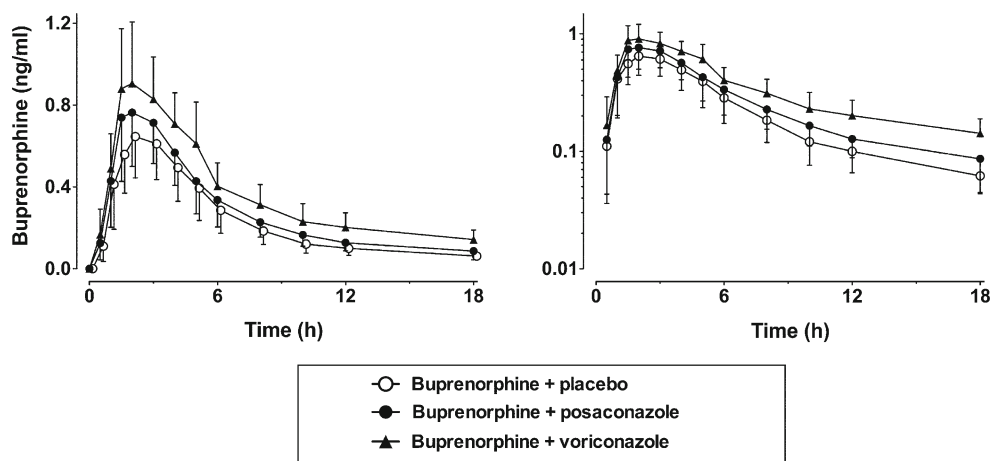 Buprenorphine (ng/ml)
1.2
0.8
0.4
0.0
0 6 12 18
Time (h)
1
0.1
0.01
0 6 12 18
Time (h)
Buprenorphine + placebo
Buprenorphine + posaconazole
Buprenorphine + voriconazole